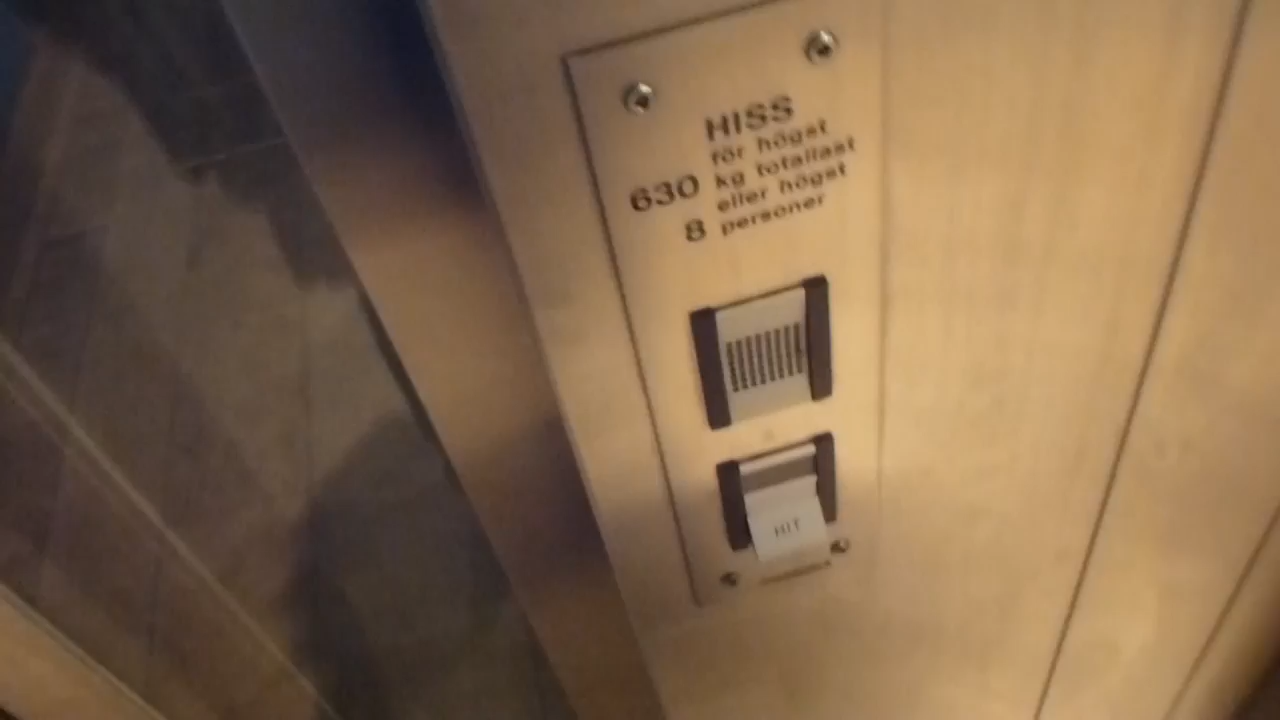 HISS
för högst
630 kg totallast
eller högst
8 personer
HIT